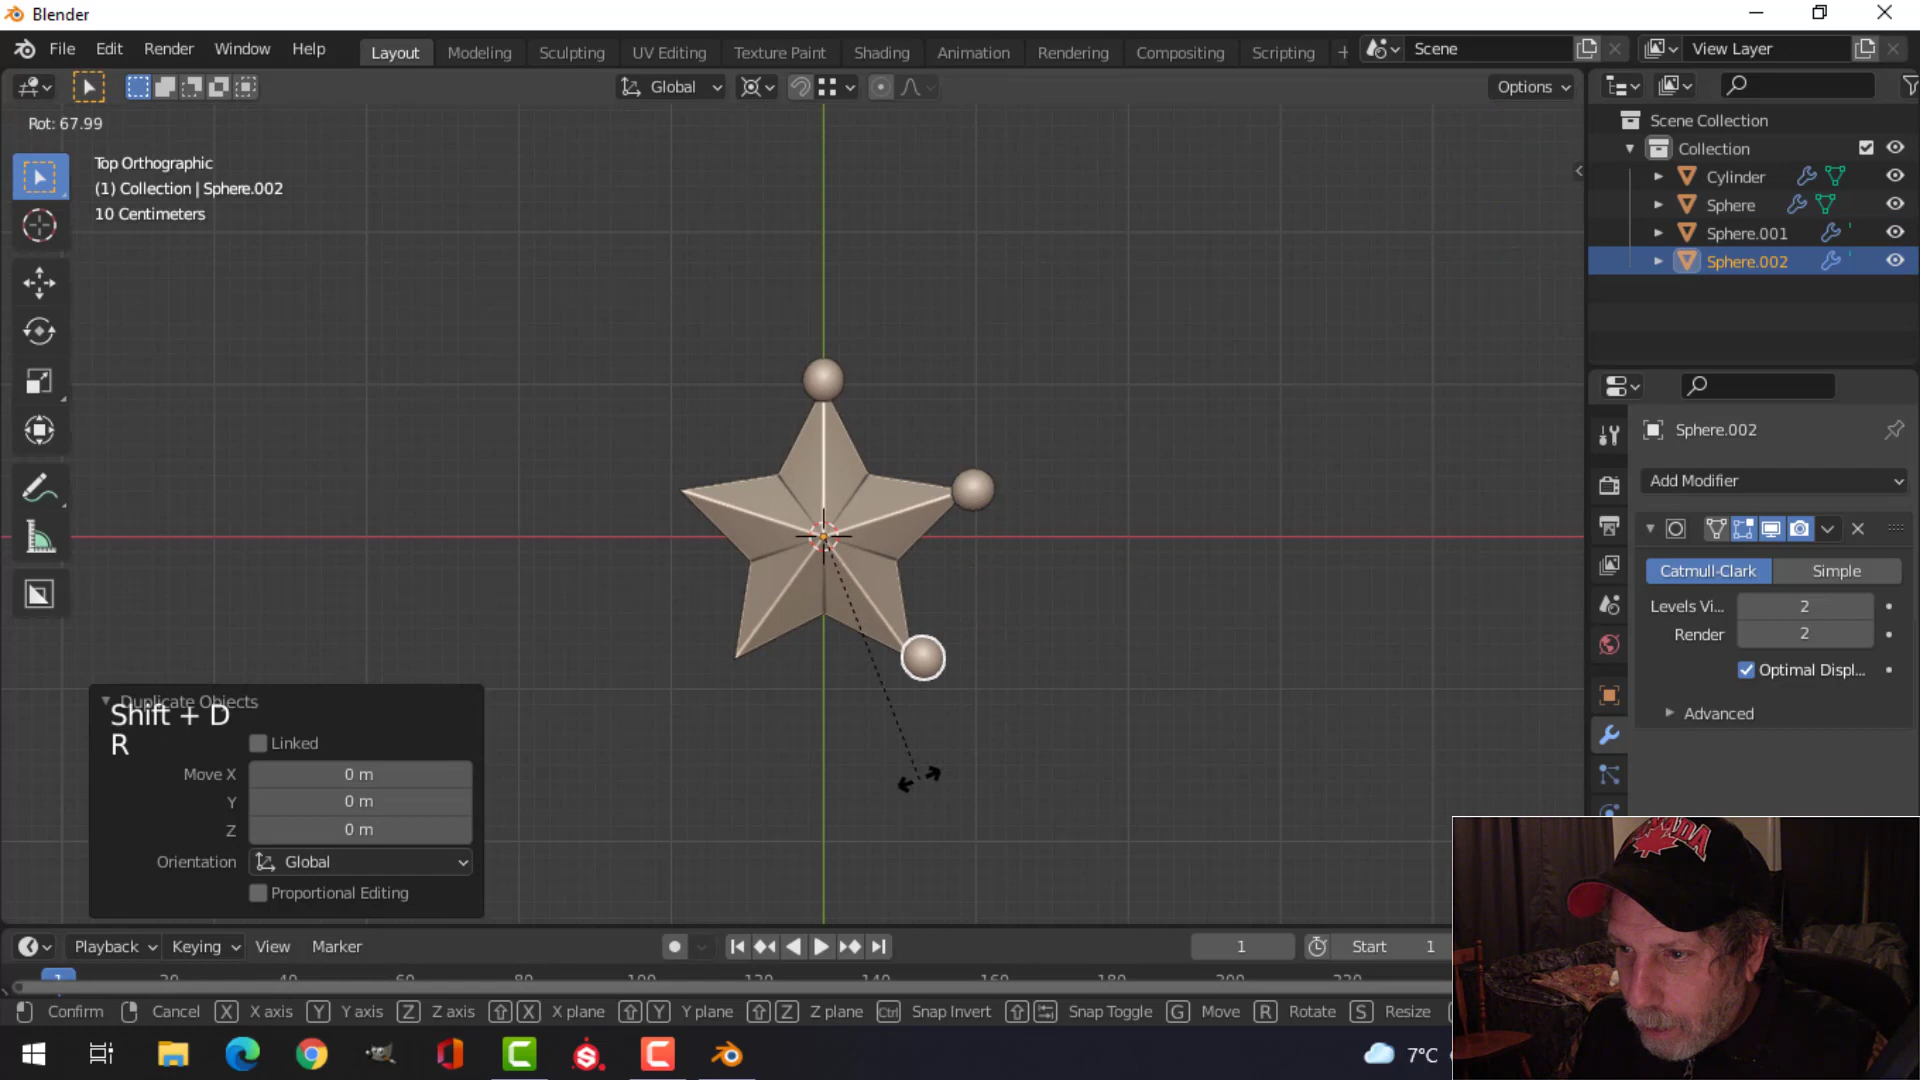 Blender
File Edit Render Window Help Layout Modeling Sculpting UV Editing Texture Paint Shading Animation Rendering Compositing Scripting + Scene View Layer
Global Options
Rot: 67.99
Top Orthographic
(1) Collection | Sphere.002
10 Centimeters
Scene Collection
Collection
Cylinder
Sphere
Sphere.001
Sphere.002
Sphere.002
Add Modifier
Catmull-Clark Simple
Levels Vi... 2
Render 2
Optimal Displ...
Advanced
Duplicate Objects
Shift + D
R
Linked
Move X 0 m
Y 0 m
Z 0 m
Orientation Global
Proportional Editing
Playback Keying View Marker 1 Start 1
1 20 40 60 80 100 120 140 160 180 200 220
Confirm Cancel X X axis Y Y axis Z Z axis X X plane Y Y plane Z Z plane Ctrl Snap Invert Snap Toggle G Move R Rotate S Resize
7°C
CANADA